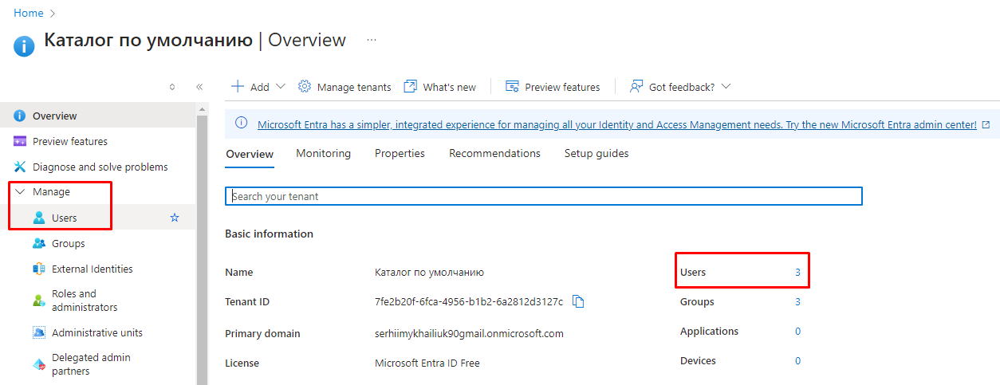 Home
Каталог по умолчанию | Overview ...
Add Manage tenants What's new Preview features Got feedback?
Overview
Preview features
Diagnose and solve problems
Manage
Users
Groups
External Identities
Roles and
administrators
Administrative units
Delegated admin
partners
Microsoft Entra has a simpler, integrated experience for managing all your Identity and Access Management needs. Try the new Microsoft Entra admin center!
Overview Monitoring Properties Recommendations Setup guides
Search your tenant
Basic information
Name Каталог по умолчанию Users 3
Tenant ID 7fe2b20f-6fca-4956-b1b2-6a2812d3127c Groups 3
Primary domain serhiimykhailiuk90gmail.onmicrosoft.com Applications 0
License Microsoft Entra ID Free Devices 0